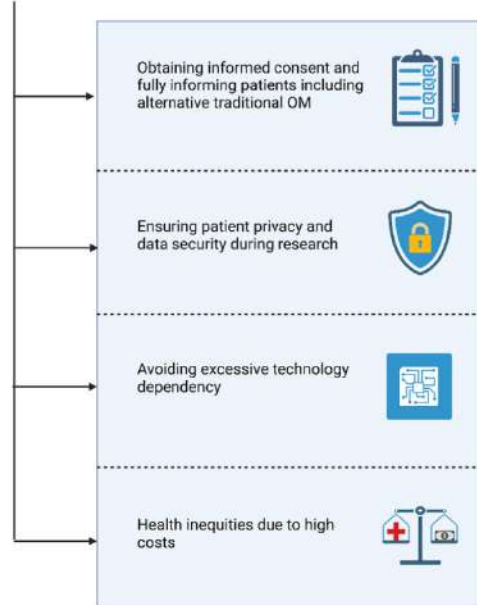 Obtaining informed consent and
fully informing patients including
alternative traditional OM
Ensuring patient privacy and
data security during research
Avoiding excessive technology
dependency
Health inequities due to high
costs